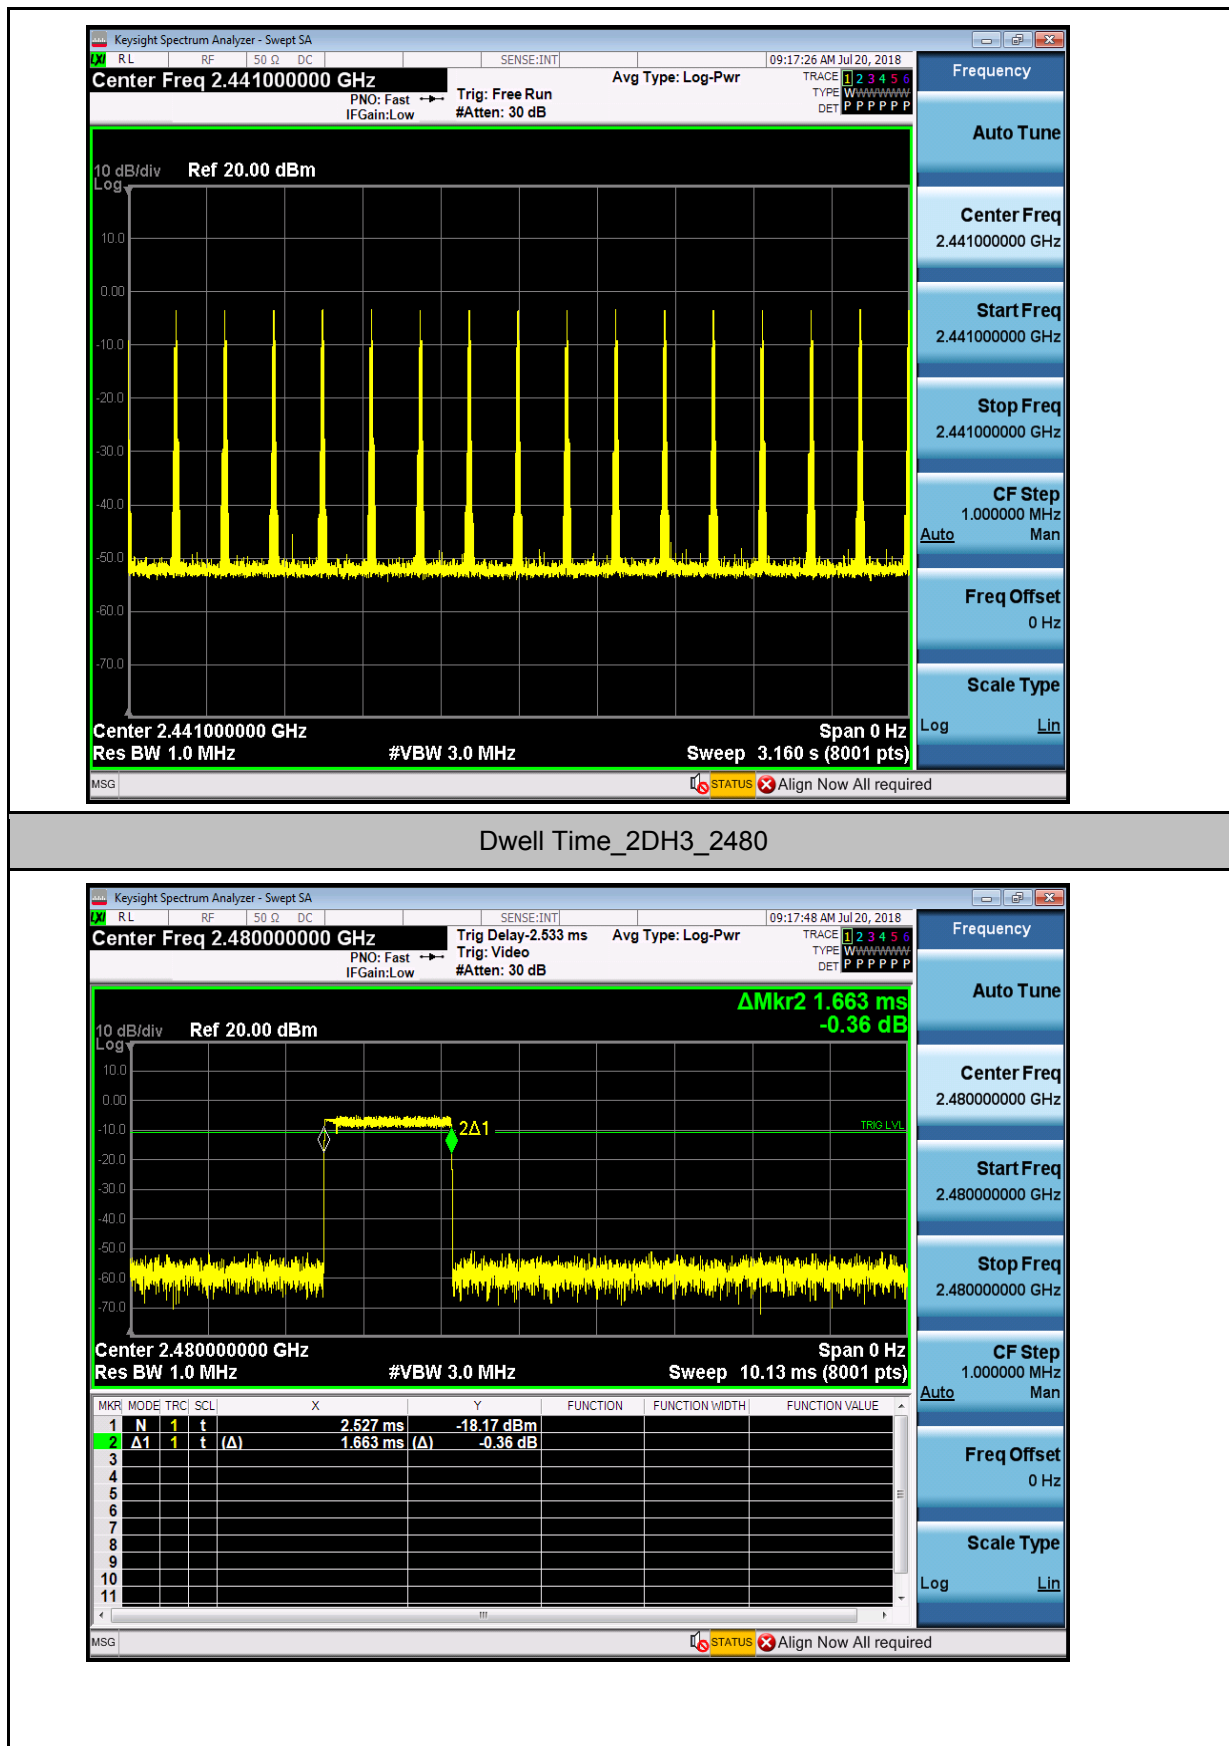 Keysight Spectrum Analyzer - Swept SA
LXI RL RF 50 Ω DC SENSE:INT 09:17:26 AM Jul 20, 2018
Center Freq 2.441000000 GHz
PNO: Fast
IFGain:Low
Trig: Free Run
#Atten: 30 dB
Avg Type: Log-Pwr
TRACE 1 2 3 4 5 6
TYPE WWWWWW
DET P P P P P P
10 dB/div Ref 20.00 dBm
Log
10.0
0.00
-10.0
-20.0
-30.0
-40.0
-50.0
-60.0
-70.0
Center 2.441000000 GHz Span 0 Hz
Res BW 1.0 MHz #VBW 3.0 MHz Sweep 3.160 s (8001 pts)
MSG STATUS Align Now All required
Frequency
Auto Tune
Center Freq
2.441000000 GHz
Start Freq
2.441000000 GHz
Stop Freq
2.441000000 GHz
CF Step
1.000000 MHz
Auto Man
Freq Offset
0 Hz
Scale Type
Log Lin
Dwell Time_2DH3_2480
Keysight Spectrum Analyzer - Swept SA
LXI RL RF 50 Ω DC SENSE:INT 09:17:48 AM Jul 20, 2018
Center Freq 2.480000000 GHz
PNO: Fast
IFGain:Low
Trig Delay-2.533 ms
Trig: Video
#Atten: 30 dB
Avg Type: Log-Pwr
TRACE 1 2 3 4 5 6
TYPE WWWWWW
DET P P P P P P
ΔMkr2 1.663 ms
-0.36 dB
10 dB/div Ref 20.00 dBm
Log
10.0
0.00
-10.0
-20.0
-30.0
-40.0
-50.0
-60.0
-70.0
2Δ1
TRIG LVL
Center 2.480000000 GHz Span 0 Hz
Res BW 1.0 MHz #VBW 3.0 MHz Sweep 10.13 ms (8001 pts)
MKR MODE TRC SCL X Y FUNCTION FUNCTION WIDTH FUNCTION VALUE
1 N 1 t 2.527 ms -18.17 dBm
2 Δ1 1 t (Δ) 1.663 ms (Δ) -0.36 dB
3
4
5
6
7
8
9
10
11
MSG STATUS Align Now All required
Frequency
Auto Tune
Center Freq
2.480000000 GHz
Start Freq
2.480000000 GHz
Stop Freq
2.480000000 GHz
CF Step
1.000000 MHz
Auto Man
Freq Offset
0 Hz
Scale Type
Log Lin